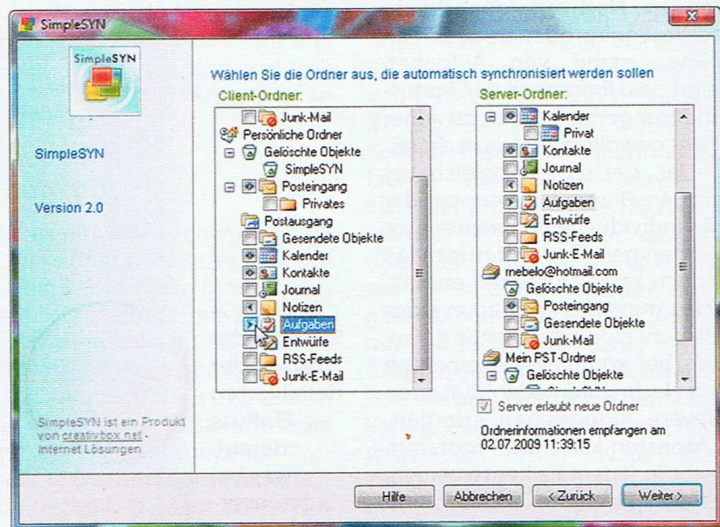 SimpleSYN
SimpleSYN
SimpleSYN
Version 2.0
SimpleSYN ist ein Produkt
von creativbox.net -
Internet Lösungen
Wählen Sie die Ordner aus, die automatisch synchronisiert werden sollen
Client-Ordner:
Junk-Mail
Persönliche Ordner
Gelöschte Objekte
SimpleSYN
Posteingang
Privates
Postausgang
Gesendete Objekte
Kalender
Kontakte
Journal
Notizen
Aufgaben
Entwürfe
RSS-Feeds
Junk-E-Mail
Server-Ordner:
Kalender
Privat
Kontakte
Journal
Notizen
Aufgaben
Entwürfe
RSS-Feeds
Junk-E-Mail
mebelo@hotmail.com
Gelöschte Objekte
Posteingang
Gesendete Objekte
Junk-Mail
Mein PST-Ordner
Gelöschte Objekte
Server erlaubt neue Ordner
Ordnerinformationen empfangen am
02.07.2009 11:39:15
Hilfe
Abbrechen
< Zurück
Weiter >